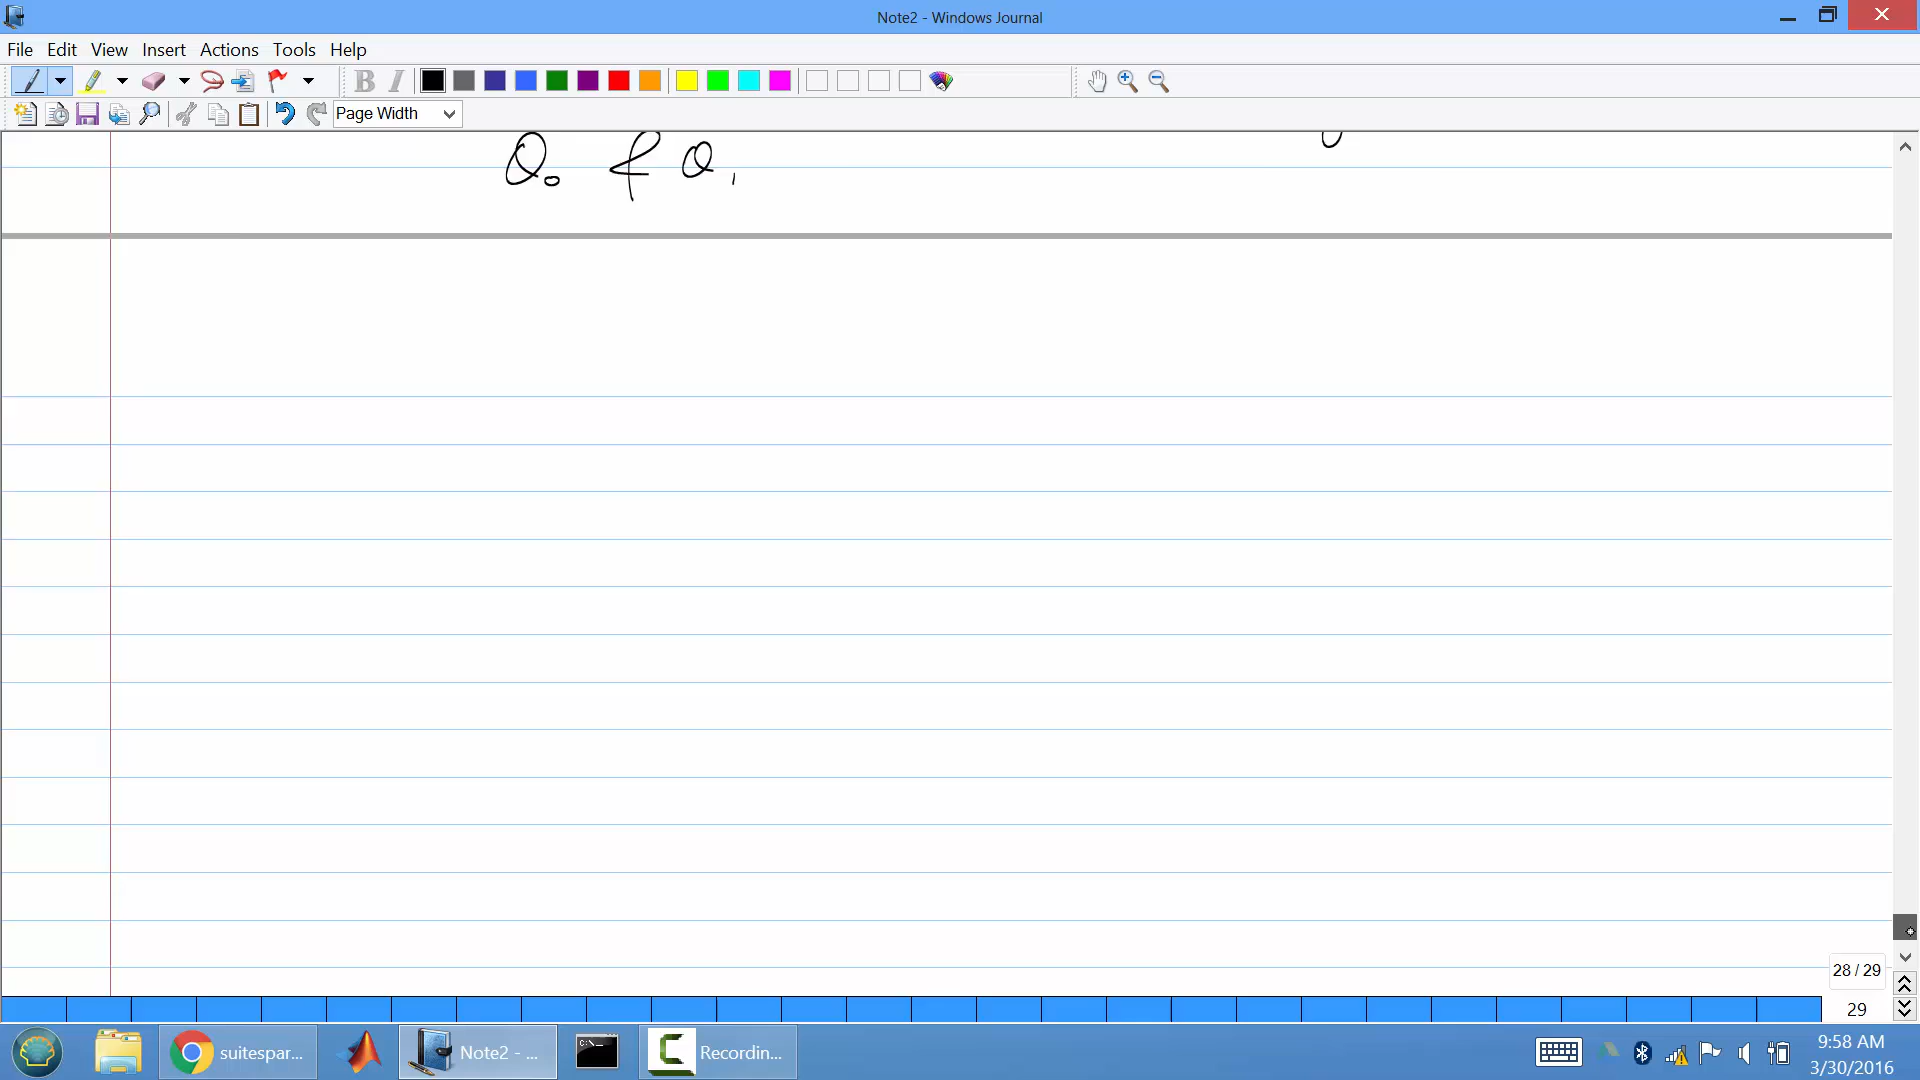 Note2 - Windows Journal
File Edit View Insert Actions Tools Help
B I
Page Width
Q₀ & Q₁
28 / 29
29
suitespar...
Note2 - ...
C:\_
Recordin...
9:58 AM
3/30/2016